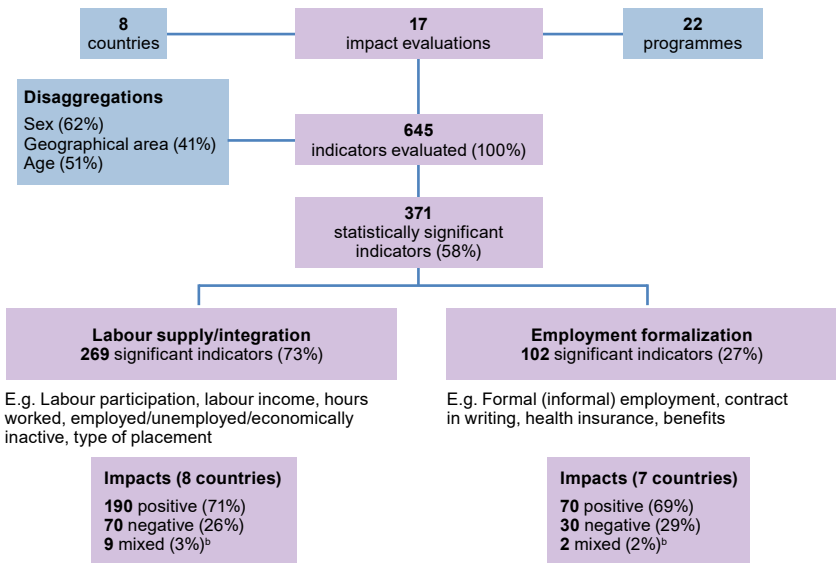 8
countries
17
impact evaluations
22
programmes
Disaggregations
Sex (62%)
Geographical area (41%)
Age (51%)
645
indicators evaluated (100%)
371
statistically significant
indicators (58%)
Labour supply/integration
269 significant indicators (73%)
Employment formalization
102 significant indicators (27%)
E.g. Labour participation, labour income, hours
worked, employed/unemployed/economically
inactive, type of placement
E.g. Formal (informal) employment, contract
in writing, health insurance, benefits
Impacts (8 countries)
190 positive (71%)
70 negative (26%)
9 mixed (3%)ᵇ
Impacts (7 countries)
70 positive (69%)
30 negative (29%)
2 mixed (2%)ᵇ